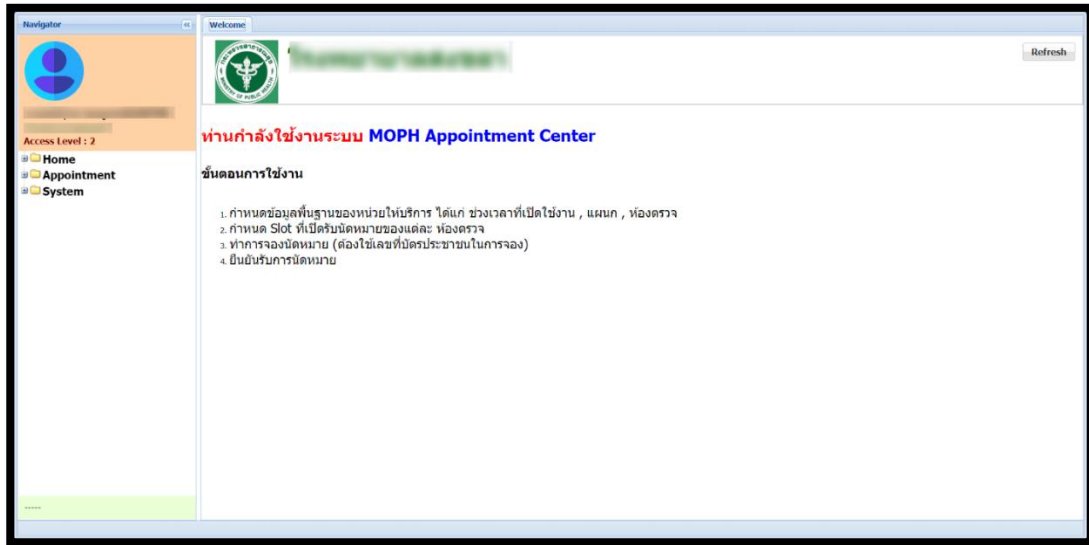 Navigator
Access Level : 2
Home
Appointment
System
Welcome
Refresh
ท่านกำลังใช้งานระบบ MOPH Appointment Center
ขั้นตอนการใช้งาน
1. กำหนดข้อมูลพื้นฐานของหน่วยให้บริการ ได้แก่ ช่วงเวลาที่เปิดใช้งาน , แผนก , ห้องตรวจ
2. กำหนด Slot ที่เปิดรับนัดหมายของแต่ละ ห้องตรวจ
3. ทำการจองนัดหมาย (ต้องใช้เลขที่บัตรประชาชนในการจอง)
4. ยืนยันรับการนัดหมาย
-----